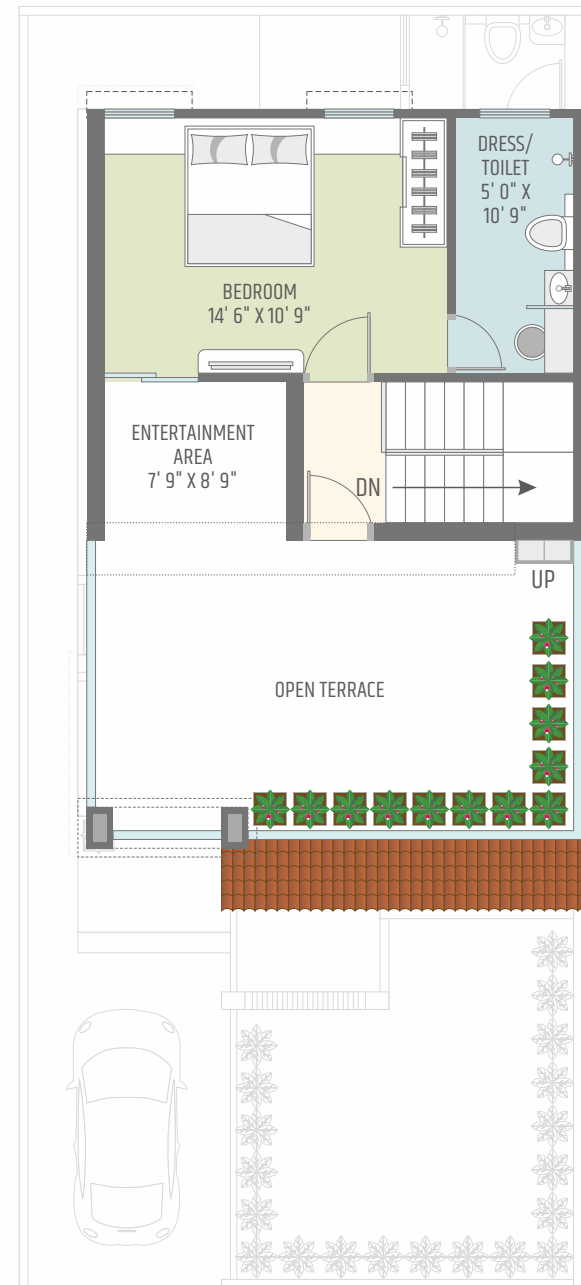 DRESS/
TOILET
5' 0" X
10' 9"
BEDROOM
14' 6" X 10' 9"
ENTERTAINMENT
AREA
7' 9" X 8' 9"
DN
UP
OPEN TERRACE